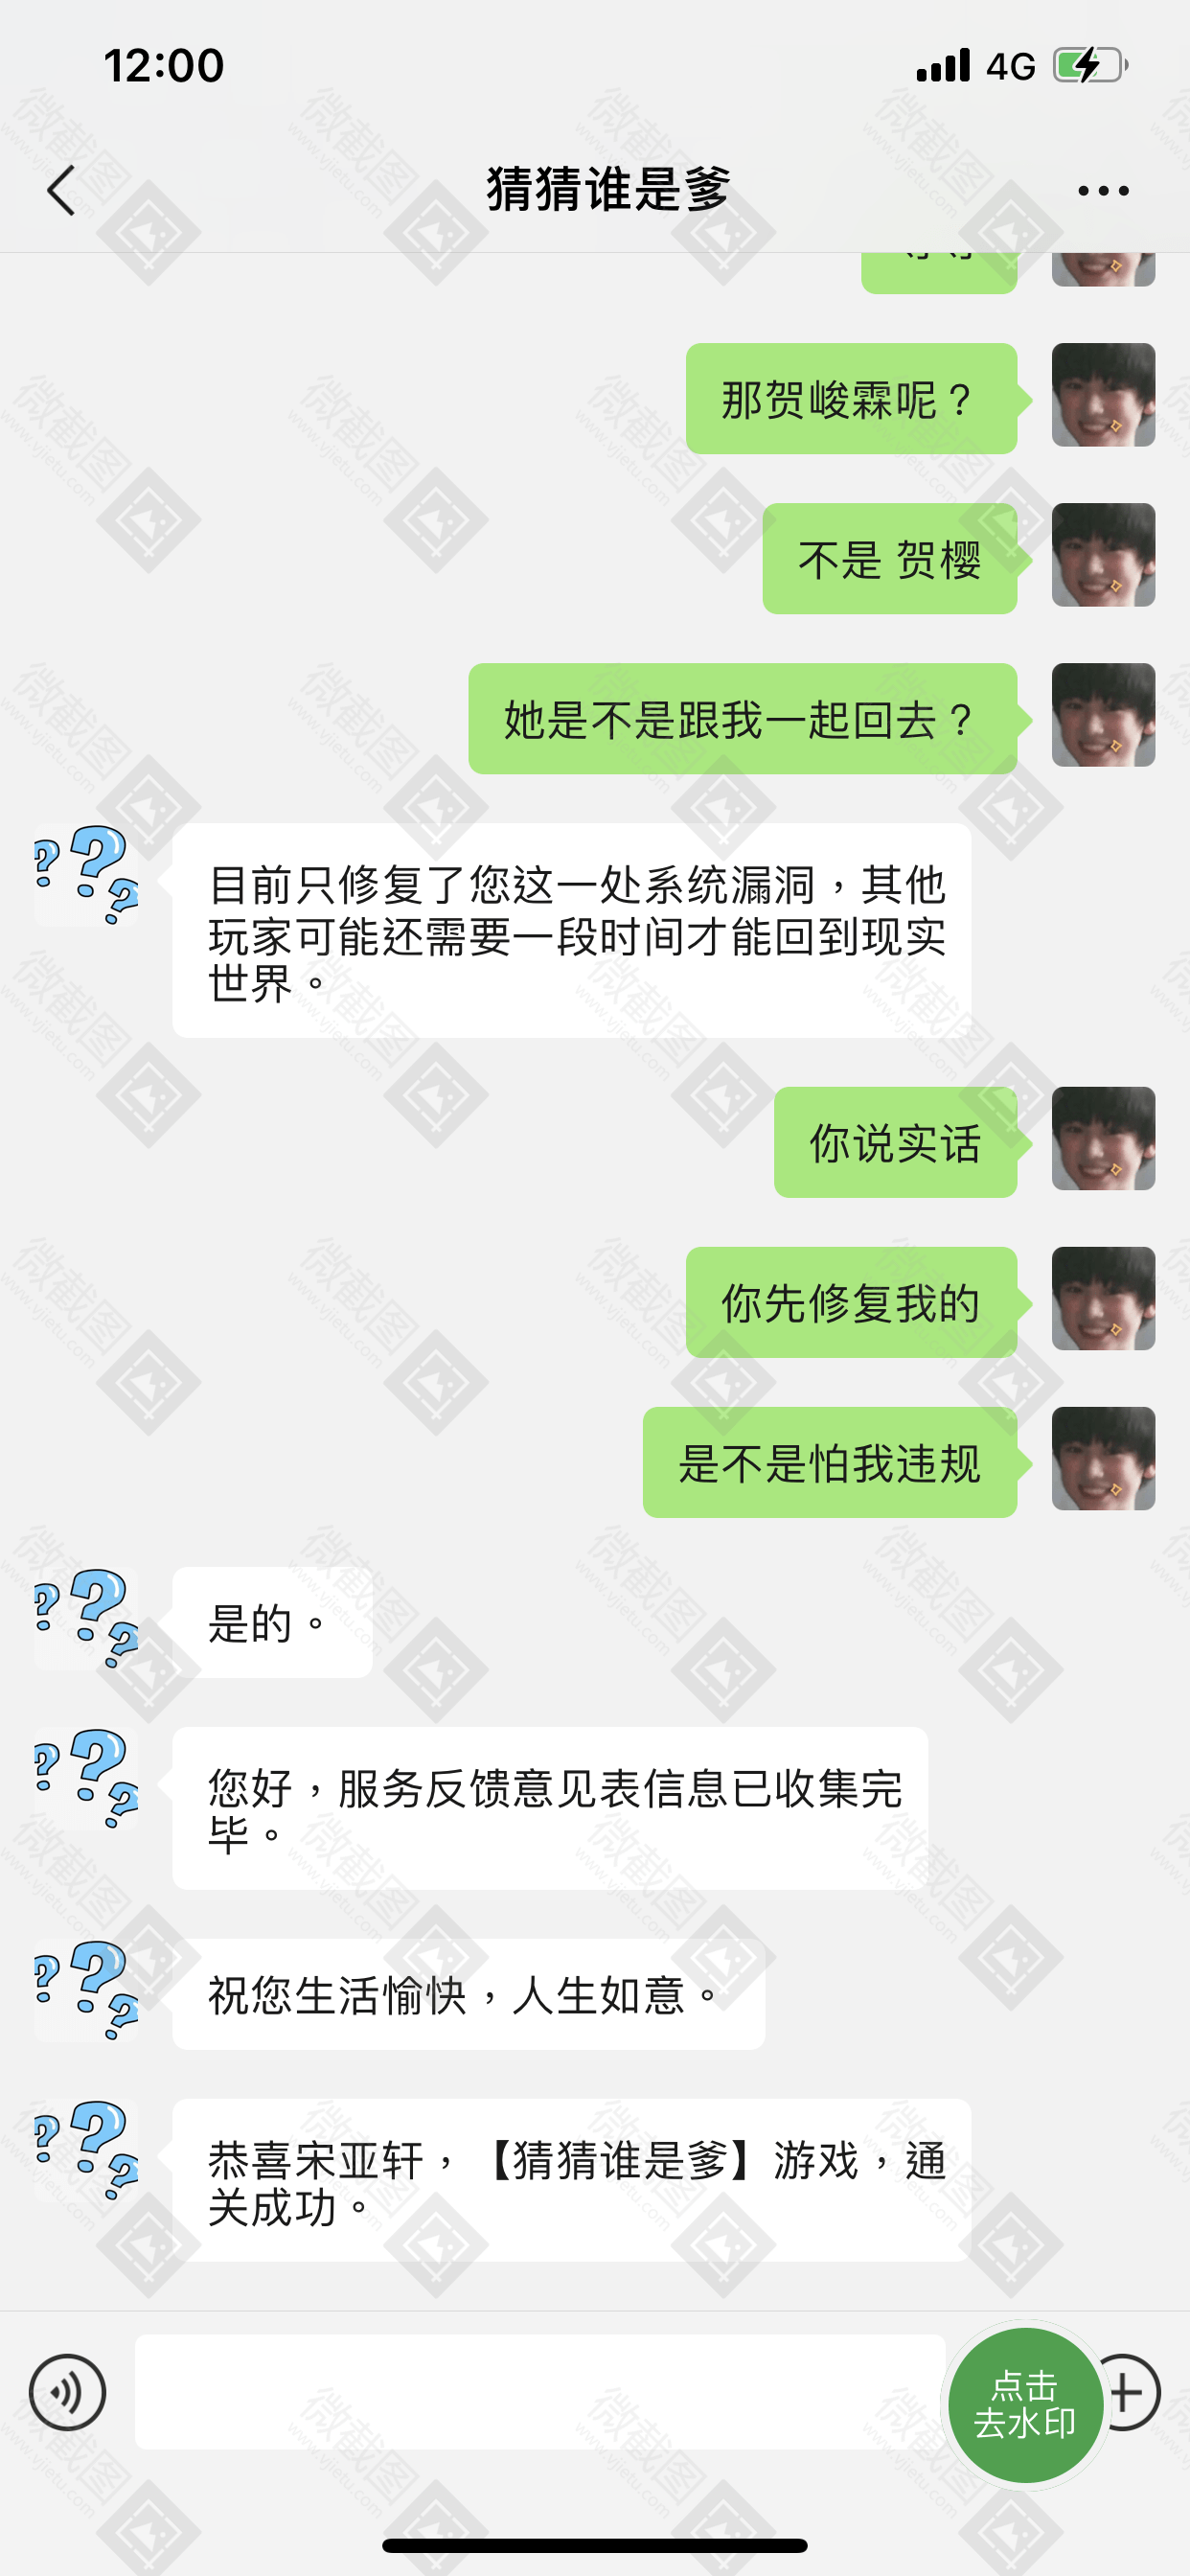 12:00
4G
猜猜谁是爹
那贺峻霖呢？
不是 贺樱
她是不是跟我一起回去？
目前只修复了您这一处系统漏洞，其他
玩家可能还需要一段时间才能回到现实
世界。
你说实话
你先修复我的
是不是怕我违规
是的。
您好，服务反馈意见表信息已收集完
毕。
祝您生活愉快，人生如意。
恭喜宋亚轩，【猜猜谁是爹】游戏，通
关成功。
点击
去水印
微截图
www.vjietu.com